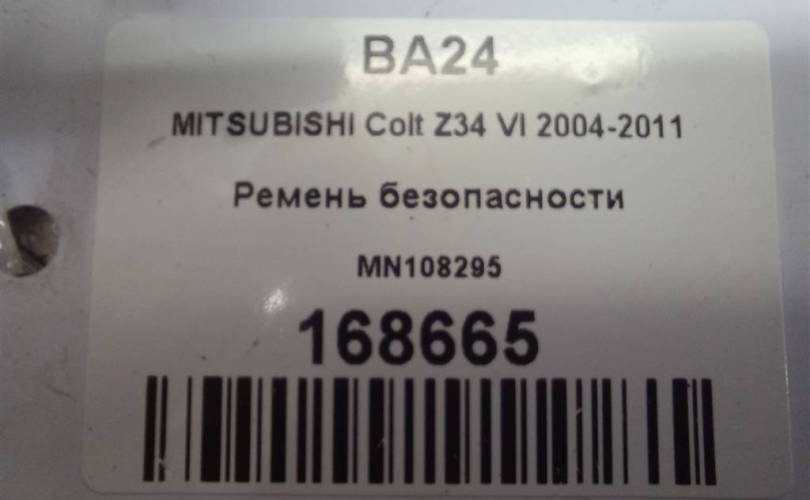 BA24
MITSUBISHI Colt Z34 VI 2004-2011
Ремень безопасности
MN108295
168665